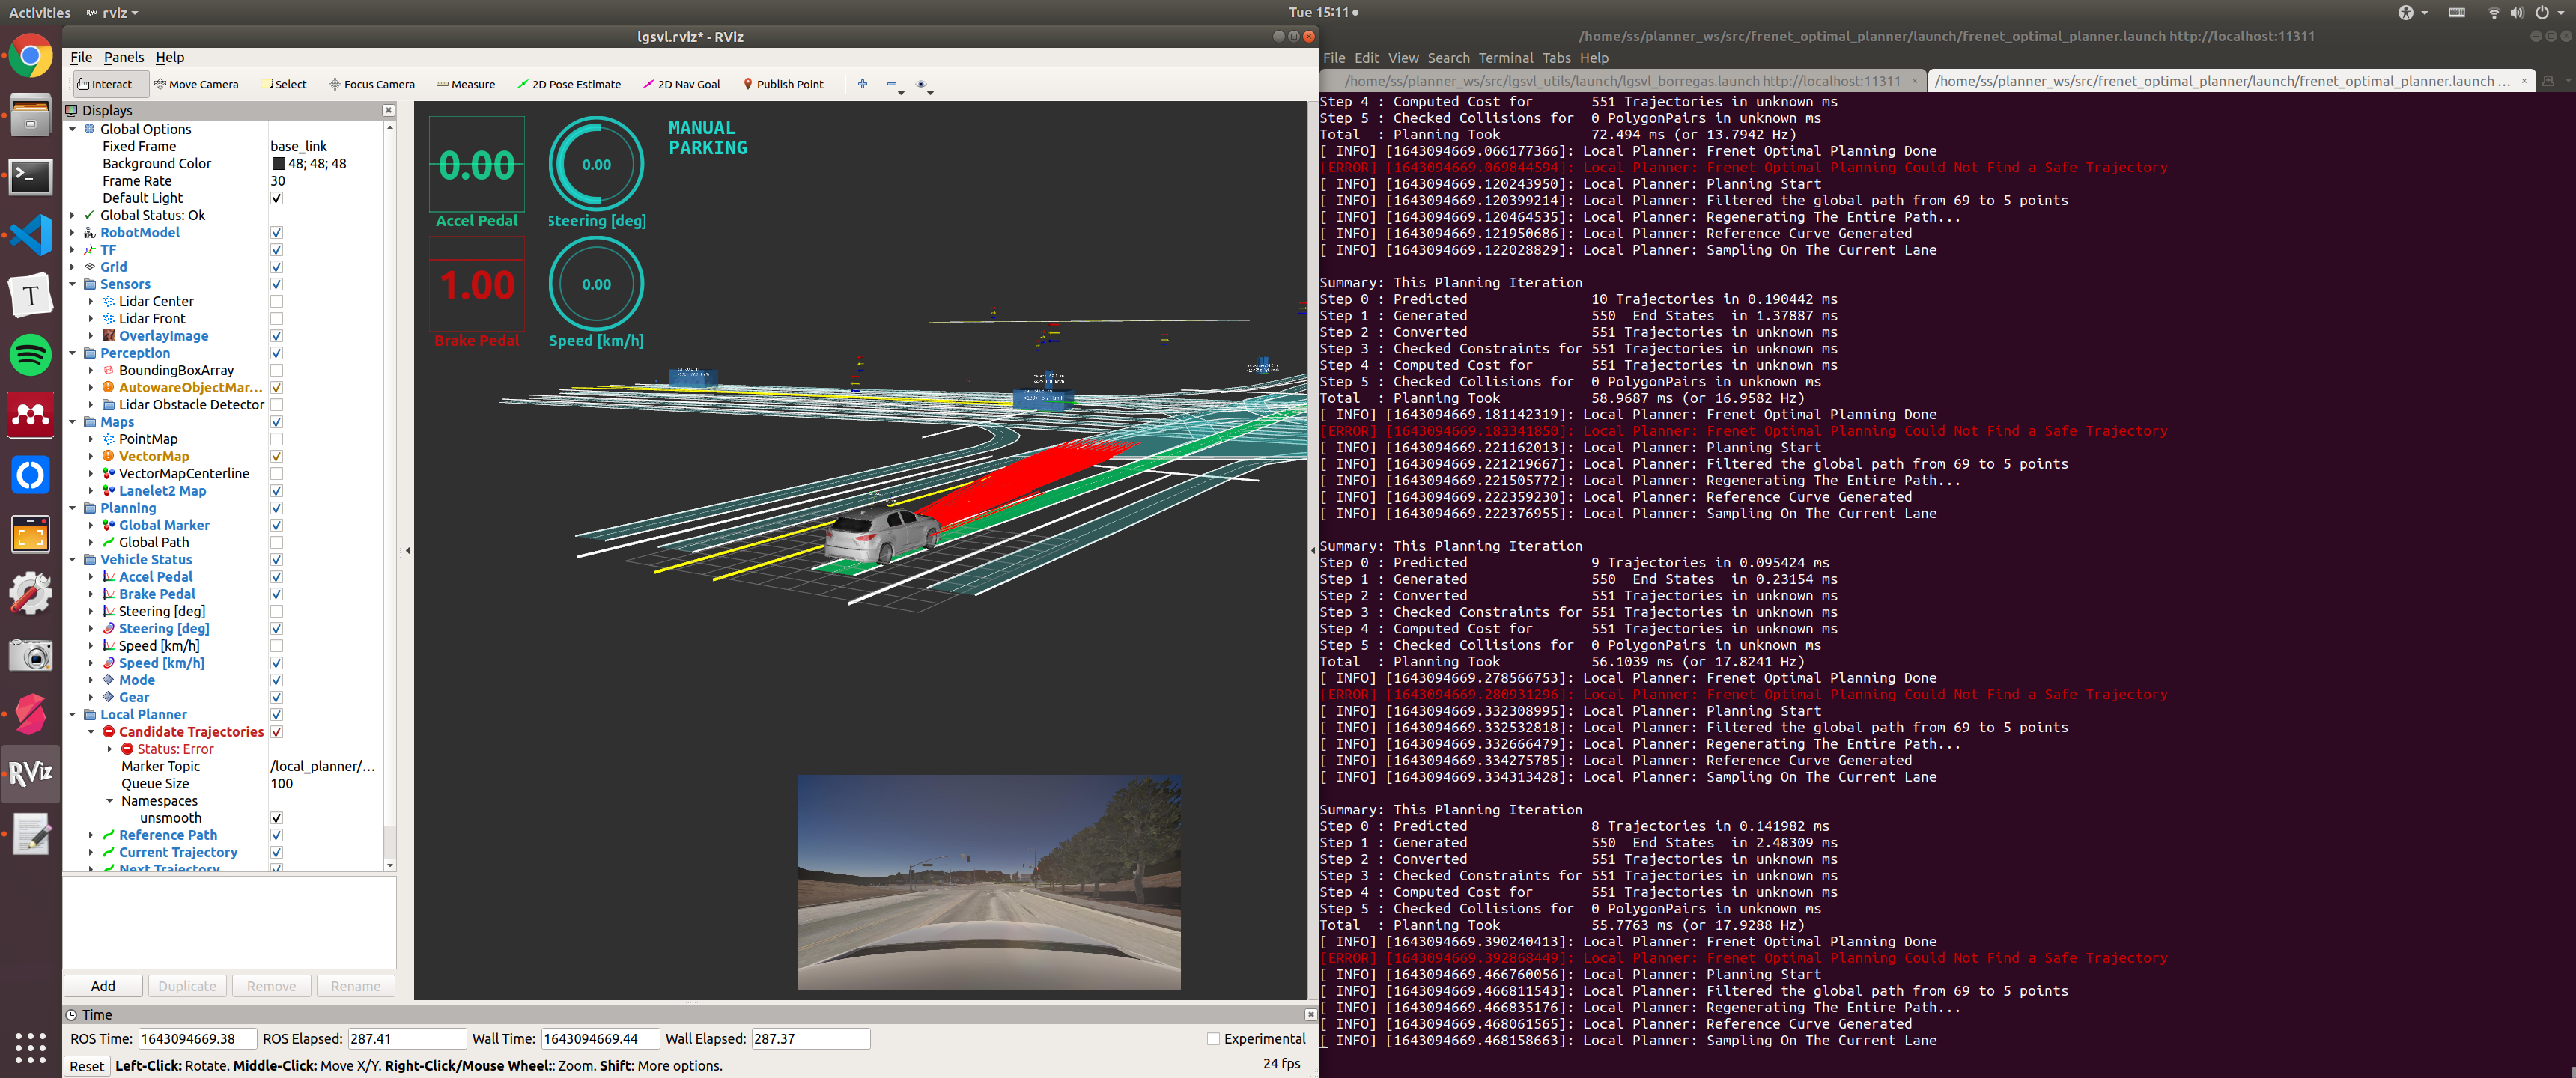 Activities
rviz
Tue 15:11
lgsvl.rviz* - RViz
File Panels Help
Interact Move Camera Select Focus Camera Measure 2D Pose Estimate 2D Nav Goal Publish Point
Displays
Global Options
Fixed Frame base_link
Background Color 48; 48; 48
Frame Rate 30
Default Light
Global Status: Ok
RobotModel
TF
Grid
Sensors
Lidar Center
Lidar Front
OverlayImage
Perception
BoundingBoxArray
AutowareObjectMar...
Lidar Obstacle Detector
Maps
PointMap
VectorMap
VectorMapCenterline
Lanelet2 Map
Planning
Global Marker
Global Path
Vehicle Status
Accel Pedal
Brake Pedal
Steering [deg]
Steering [deg]
Speed [km/h]
Speed [km/h]
Mode
Gear
Local Planner
Candidate Trajectories
Status: Error
Marker Topic /local_planner/...
Queue Size 100
Namespaces
unsmooth
Reference Path
Current Trajectory
Next Trajectory
Add Duplicate Remove Rename
0.00
Accel Pedal
0.00
Steering [deg]
MANUAL
PARKING
1.00
Brake Pedal
0.00
Speed [km/h]
Time
ROS Time: 1643094669.38 ROS Elapsed: 287.41 Wall Time: 1643094669.44 Wall Elapsed: 287.37 Experimental
Reset Left-Click: Rotate. Middle-Click: Move X/Y. Right-Click/Mouse Wheel:: Zoom. Shift: More options. 24 fps
T
RViz
/home/ss/planner_ws/src/frenet_optimal_planner/launch/frenet_optimal_planner.launch http://localhost:11311
File Edit View Search Terminal Tabs Help
/home/ss/planner_ws/src/lgsvl_utils/launch/lgsvl_borregas.launch http://localhost:11311
/home/ss/planner_ws/src/frenet_optimal_planner/launch/frenet_optimal_planner.launch ...
Step 4 : Computed Cost for 551 Trajectories in unknown ms
Step 5 : Checked Collisions for 0 PolygonPairs in unknown ms
Total : Planning Took 72.494 ms (or 13.7942 Hz)
[ INFO] [1643094669.066177366]: Local Planner: Frenet Optimal Planning Done
[ERROR] [1643094669.069844594]: Local Planner: Frenet Optimal Planning Could Not Find a Safe Trajectory
[ INFO] [1643094669.120243950]: Local Planner: Planning Start
[ INFO] [1643094669.120399214]: Local Planner: Filtered the global path from 69 to 5 points
[ INFO] [1643094669.120464535]: Local Planner: Regenerating The Entire Path...
[ INFO] [1643094669.121950686]: Local Planner: Reference Curve Generated
[ INFO] [1643094669.122028829]: Local Planner: Sampling On The Current Lane
Summary: This Planning Iteration
Step 0 : Predicted 10 Trajectories in 0.190442 ms
Step 1 : Generated 550 End States in 1.37887 ms
Step 2 : Converted 551 Trajectories in unknown ms
Step 3 : Checked Constraints for 551 Trajectories in unknown ms
Step 4 : Computed Cost for 551 Trajectories in unknown ms
Step 5 : Checked Collisions for 0 PolygonPairs in unknown ms
Total : Planning Took 58.9687 ms (or 16.9582 Hz)
[ INFO] [1643094669.181142319]: Local Planner: Frenet Optimal Planning Done
[ERROR] [1643094669.183341850]: Local Planner: Frenet Optimal Planning Could Not Find a Safe Trajectory
[ INFO] [1643094669.221162013]: Local Planner: Planning Start
[ INFO] [1643094669.221219667]: Local Planner: Filtered the global path from 69 to 5 points
[ INFO] [1643094669.221505772]: Local Planner: Regenerating The Entire Path...
[ INFO] [1643094669.222359230]: Local Planner: Reference Curve Generated
[ INFO] [1643094669.222376955]: Local Planner: Sampling On The Current Lane
Summary: This Planning Iteration
Step 0 : Predicted 9 Trajectories in 0.095424 ms
Step 1 : Generated 550 End States in 0.23154 ms
Step 2 : Converted 551 Trajectories in unknown ms
Step 3 : Checked Constraints for 551 Trajectories in unknown ms
Step 4 : Computed Cost for 551 Trajectories in unknown ms
Step 5 : Checked Collisions for 0 PolygonPairs in unknown ms
Total : Planning Took 56.1039 ms (or 17.8241 Hz)
[ INFO] [1643094669.278566753]: Local Planner: Frenet Optimal Planning Done
[ERROR] [1643094669.280931296]: Local Planner: Frenet Optimal Planning Could Not Find a Safe Trajectory
[ INFO] [1643094669.332308995]: Local Planner: Planning Start
[ INFO] [1643094669.332532818]: Local Planner: Filtered the global path from 69 to 5 points
[ INFO] [1643094669.332666479]: Local Planner: Regenerating The Entire Path...
[ INFO] [1643094669.334275785]: Local Planner: Reference Curve Generated
[ INFO] [1643094669.334313428]: Local Planner: Sampling On The Current Lane
Summary: This Planning Iteration
Step 0 : Predicted 8 Trajectories in 0.141982 ms
Step 1 : Generated 550 End States in 2.48309 ms
Step 2 : Converted 551 Trajectories in unknown ms
Step 3 : Checked Constraints for 551 Trajectories in unknown ms
Step 4 : Computed Cost for 551 Trajectories in unknown ms
Step 5 : Checked Collisions for 0 PolygonPairs in unknown ms
Total : Planning Took 55.7763 ms (or 17.9288 Hz)
[ INFO] [1643094669.390240413]: Local Planner: Frenet Optimal Planning Done
[ERROR] [1643094669.392868449]: Local Planner: Frenet Optimal Planning Could Not Find a Safe Trajectory
[ INFO] [1643094669.466760056]: Local Planner: Planning Start
[ INFO] [1643094669.466811543]: Local Planner: Filtered the global path from 69 to 5 points
[ INFO] [1643094669.466835176]: Local Planner: Regenerating The Entire Path...
[ INFO] [1643094669.468061565]: Local Planner: Reference Curve Generated
[ INFO] [1643094669.468158663]: Local Planner: Sampling On The Current Lane